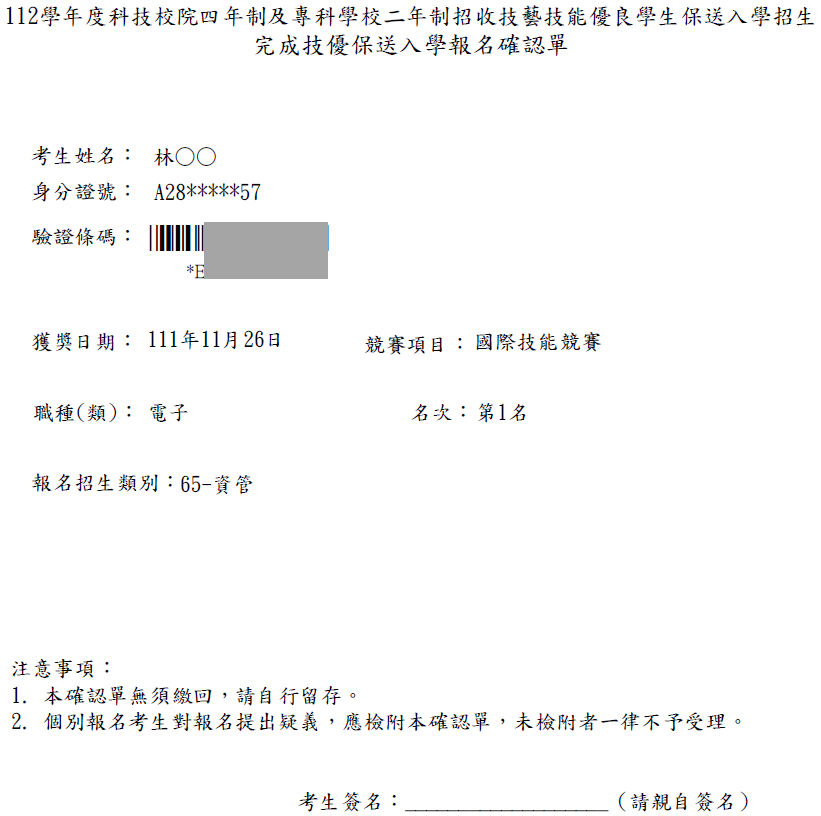 112學年度科技校院四年制及專科學校二年制招收技藝技能優良學生保送入學招生
完成技優保送入學報名確認單
考生姓名： 林○○
身分證號： A28*****57
驗證條碼：
*E
獲獎日期： 111年11月26日 競賽項目：國際技能競賽
職種(類)： 電子 名次：第1名
報名招生類別：65-資管
注意事項：
1. 本確認單無須繳回，請自行留存。
2. 個別報名考生對報名提出疑義，應檢附本確認單，未檢附者一律不予受理。
考生簽名：___________________（請親自簽名）